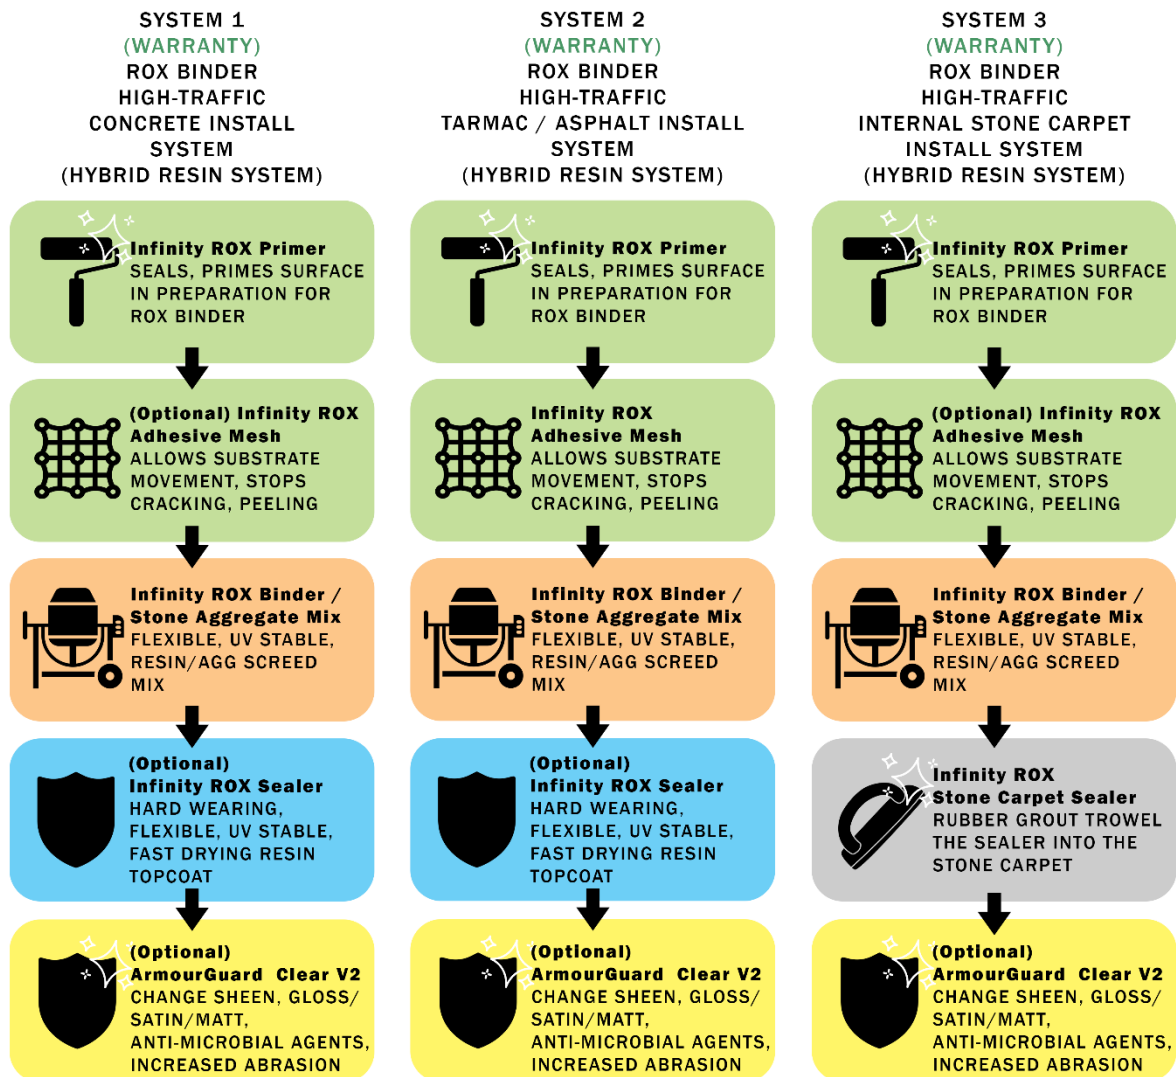 SYSTEM 1
(WARRANTY)
ROX BINDER
HIGH-TRAFFIC
CONCRETE INSTALL
SYSTEM
(HYBRID RESIN SYSTEM)
Infinity ROX Primer
SEALS, PRIMES SURFACE
IN PREPARATION FOR
ROX BINDER
(Optional) Infinity ROX
Adhesive Mesh
ALLOWS SUBSTRATE
MOVEMENT, STOPS
CRACKING, PEELING
Infinity ROX Binder /
Stone Aggregate Mix
FLEXIBLE, UV STABLE,
RESIN/AGG SCREED
MIX
(Optional)
Infinity ROX Sealer
HARD WEARING,
FLEXIBLE, UV STABLE,
FAST DRYING RESIN
TOPCOAT
(Optional)
ArmourGuard Clear V2
CHANGE SHEEN, GLOSS/
SATIN/MATT,
ANTI-MICROBIAL AGENTS,
INCREASED ABRASION
SYSTEM 2
(WARRANTY)
ROX BINDER
HIGH-TRAFFIC
TARMAC / ASPHALT INSTALL
SYSTEM
(HYBRID RESIN SYSTEM)
Infinity ROX Primer
SEALS, PRIMES SURFACE
IN PREPARATION FOR
ROX BINDER
Infinity ROX
Adhesive Mesh
ALLOWS SUBSTRATE
MOVEMENT, STOPS
CRACKING, PEELING
Infinity ROX Binder /
Stone Aggregate Mix
FLEXIBLE, UV STABLE,
RESIN/AGG SCREED
MIX
(Optional)
Infinity ROX Sealer
HARD WEARING,
FLEXIBLE, UV STABLE,
FAST DRYING RESIN
TOPCOAT
(Optional)
ArmourGuard Clear V2
CHANGE SHEEN, GLOSS/
SATIN/MATT,
ANTI-MICROBIAL AGENTS,
INCREASED ABRASION
SYSTEM 3
(WARRANTY)
ROX BINDER
HIGH-TRAFFIC
INTERNAL STONE CARPET
INSTALL SYSTEM
(HYBRID RESIN SYSTEM)
Infinity ROX Primer
SEALS, PRIMES SURFACE
IN PREPARATION FOR
ROX BINDER
(Optional) Infinity ROX
Adhesive Mesh
ALLOWS SUBSTRATE
MOVEMENT, STOPS
CRACKING, PEELING
Infinity ROX Binder /
Stone Aggregate Mix
FLEXIBLE, UV STABLE,
RESIN/AGG SCREED
MIX
Infinity ROX
Stone Carpet Sealer
RUBBER GROUT TROWEL
THE SEALER INTO THE
STONE CARPET
(Optional)
ArmourGuard Clear V2
CHANGE SHEEN, GLOSS/
SATIN/MATT,
ANTI-MICROBIAL AGENTS,
INCREASED ABRASION